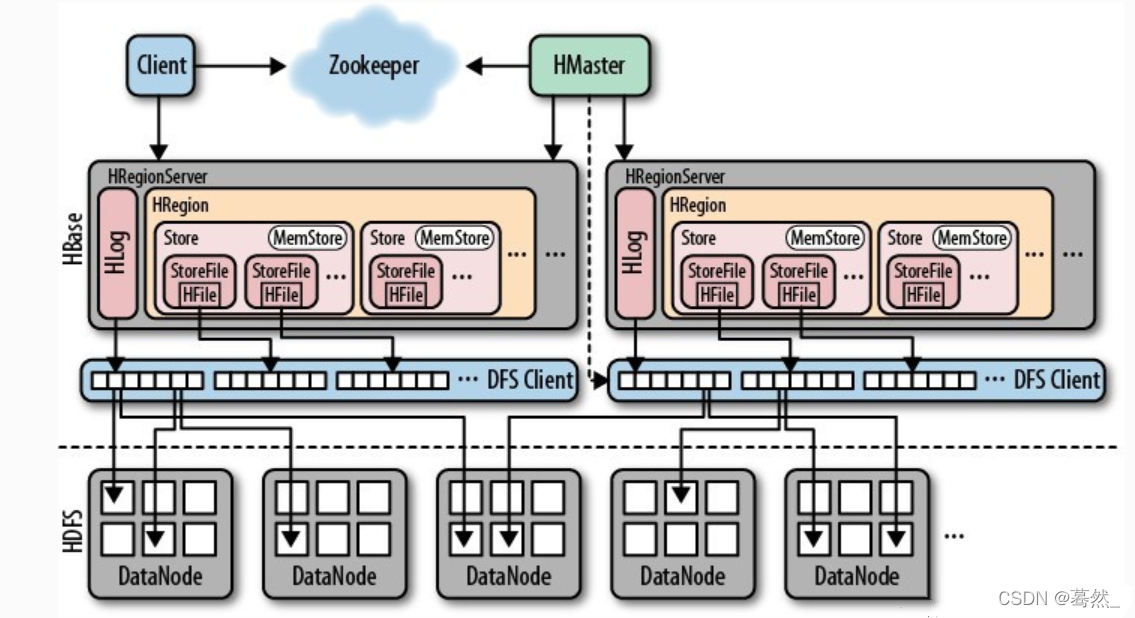 Client
Zookeeper
HMaster
HBase
HRegionServer
HLog
HRegion
Store
MemStore
StoreFile
HFile
StoreFile
HFile
...
Store
MemStore
StoreFile
HFile
...
...
...
HRegionServer
HLog
HRegion
Store
MemStore
StoreFile
HFile
StoreFile
HFile
...
Store
MemStore
StoreFile
HFile
...
...
...
... DFS Client
... DFS Client
HDFS
DataNode
DataNode
DataNode
DataNode
DataNode
...
CSDN @蓦然_